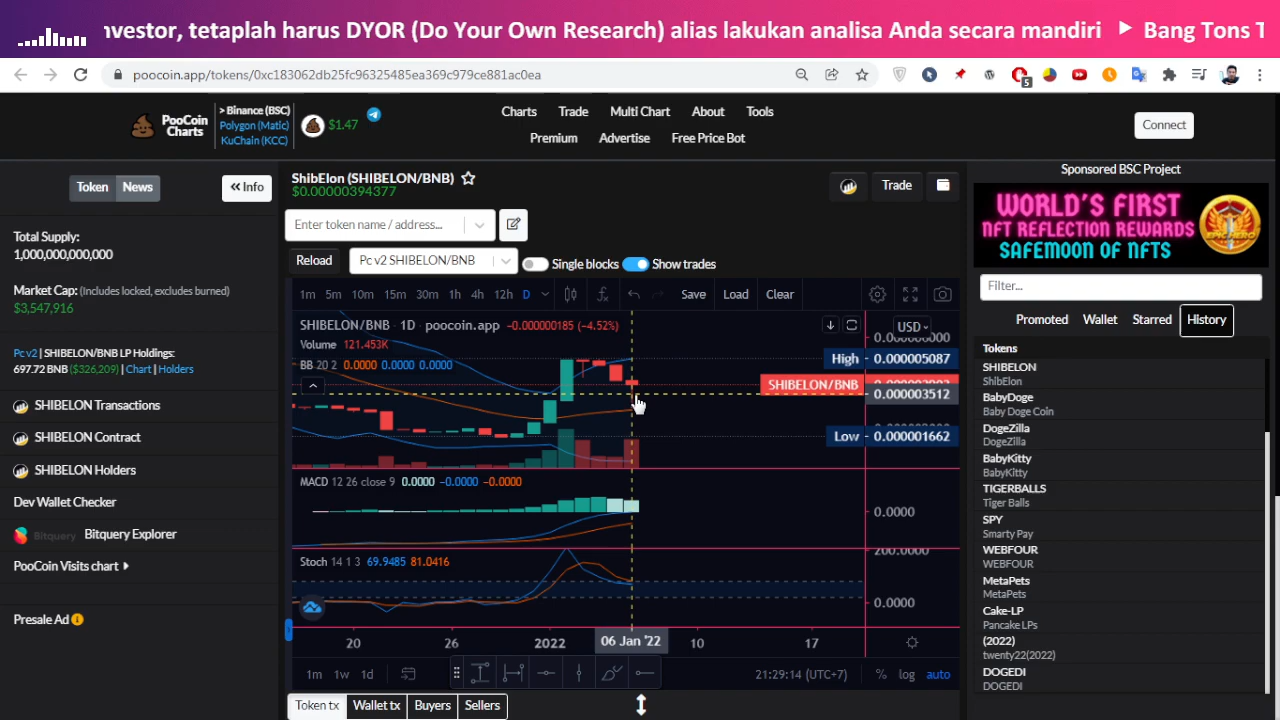 nvestor, tetaplah harus DYOR (Do Your Own Research) alias lakukan analisa Anda secara mandiri ▶ Bang Tons T
poocoin.app/tokens/0xc183062db25fc96325485ea369c979ce881ac0ea
5
PooCoin Charts
> Binance (BSC)
Polygon (Matic)
KuChain (KCC)
$1.47
Charts Trade Multi Chart About Tools
Premium Advertise Free Price Bot
Connect
Token News
« Info
Total Supply:
1,000,000,000,000
Market Cap: (Includes locked, excludes burned)
$3,547,916
Pc v2 | SHIBELON/BNB LP Holdings:
697.72 BNB ($326,209) | Chart | Holders
SHIBELON Transactions
SHIBELON Contract
SHIBELON Holders
Dev Wallet Checker
Bitquery Bitquery Explorer
PooCoin Visits chart
Presale Ad
ShibElon (SHIBELON/BNB)
$0.00000394377
Trade
Enter token name / address...
Reload
Pc v2 SHIBELON/BNB
Single blocks
Show trades
1m 5m 10m 15m 30m 1h 4h 12h D
Save Load Clear
SHIBELON/BNB · 1D · poocoin.app −0.000000185 (−4.52%)
Volume 121.453K
BB 20 2 0.0000 0.0000 0.0000
USD
High 0.000005087
SHIBELON/BNB
0.000003512
Low 0.000001662
MACD 12 26 close 9 0.0000 −0.0000 −0.0000
0.0000
Stoch 14 1 3 69.9485 81.0416
200.0000
0.0000
20 26 2022 06 Jan '22 10 17
1m 1w 1d
21:29:14 (UTC+7)
% log auto
Token tx Wallet tx Buyers Sellers
Sponsored BSC Project
WORLD'S FIRST
NFT REFLECTION REWARDS
SAFEMOON OF NFTS
EPIC HERO
Filter...
Promoted Wallet Starred History
Tokens
SHIBELON
ShibElon
BabyDoge
Baby Doge Coin
DogeZilla
DogeZilla
BabyKitty
BabyKitty
TIGERBALLS
Tiger Balls
SPY
Smarty Pay
WEBFOUR
WEBFOUR
MetaPets
MetaPets
Cake-LP
Pancake LPs
(2022)
twenty22(2022)
DOGEDI
DOGEDI